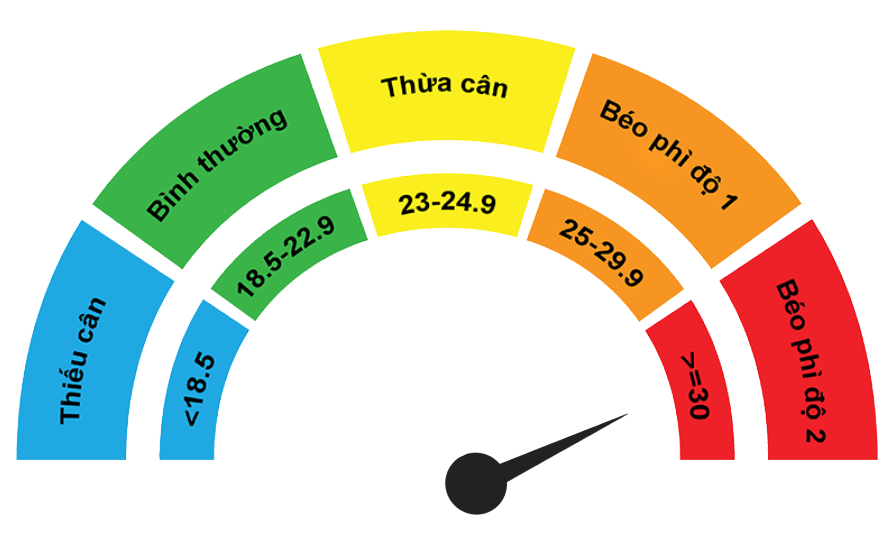 Thiếu cân
Bình thường
Thừa cân
Béo phì độ 1
Béo phì độ 2
<18.5
18.5-22.9
23-24.9
25-29.9
>=30